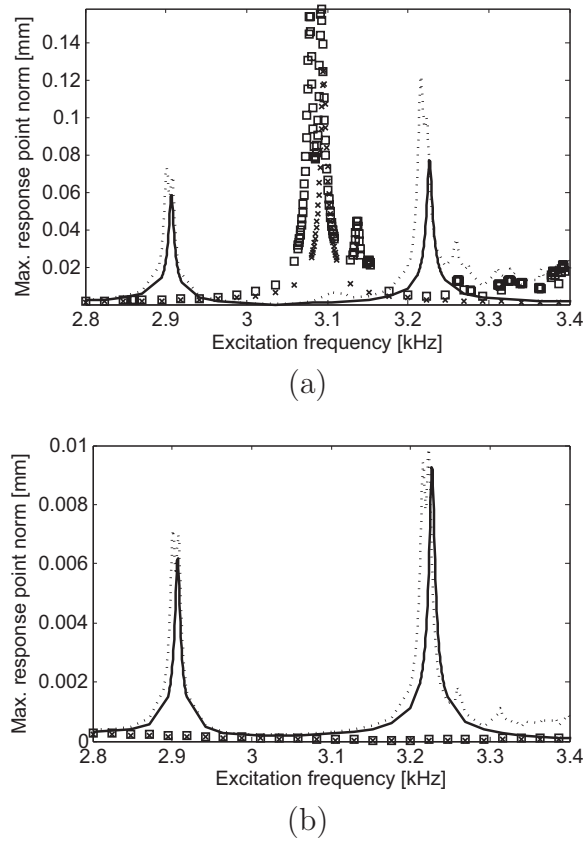 0.14
0.12
0.1
0.08
0.06
0.04
0.02
Max. response point norm [mm]
2.8 2.9 3 3.1 3.2 3.3 3.4
Excitation frequency [kHz]
(a)
0.01
0.008
0.006
0.004
0.002
0
Max. response point norm [mm]
2.8 2.9 3 3.1 3.2 3.3 3.4
Excitation frequency [kHz]
(b)